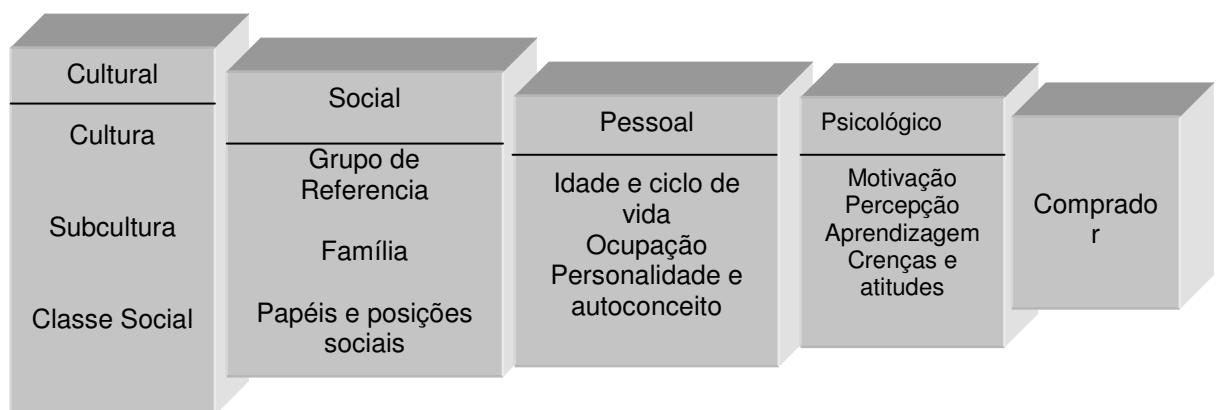 Cultural
Cultura
Subcultura
Classe Social
Social
Grupo de
Referencia
Família
Papéis e posições
sociais
Pessoal
Idade e ciclo de
vida
Ocupação
Personalidade e
autoconceito
Psicológico
Motivação
Percepção
Aprendizagem
Crenças e
atitudes
Comprado
r